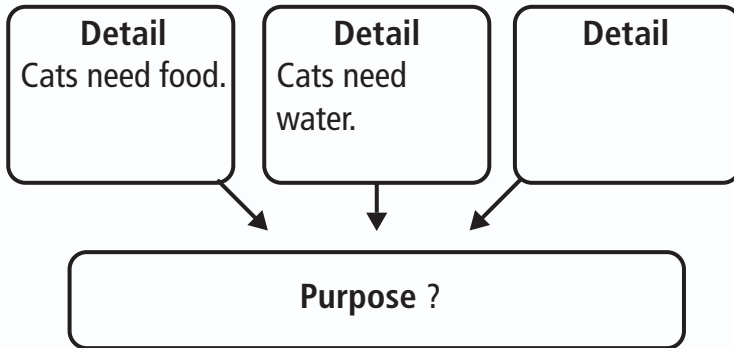 Detail
Cats need food.
Detail
Cats need
water.
Detail
Purpose ?